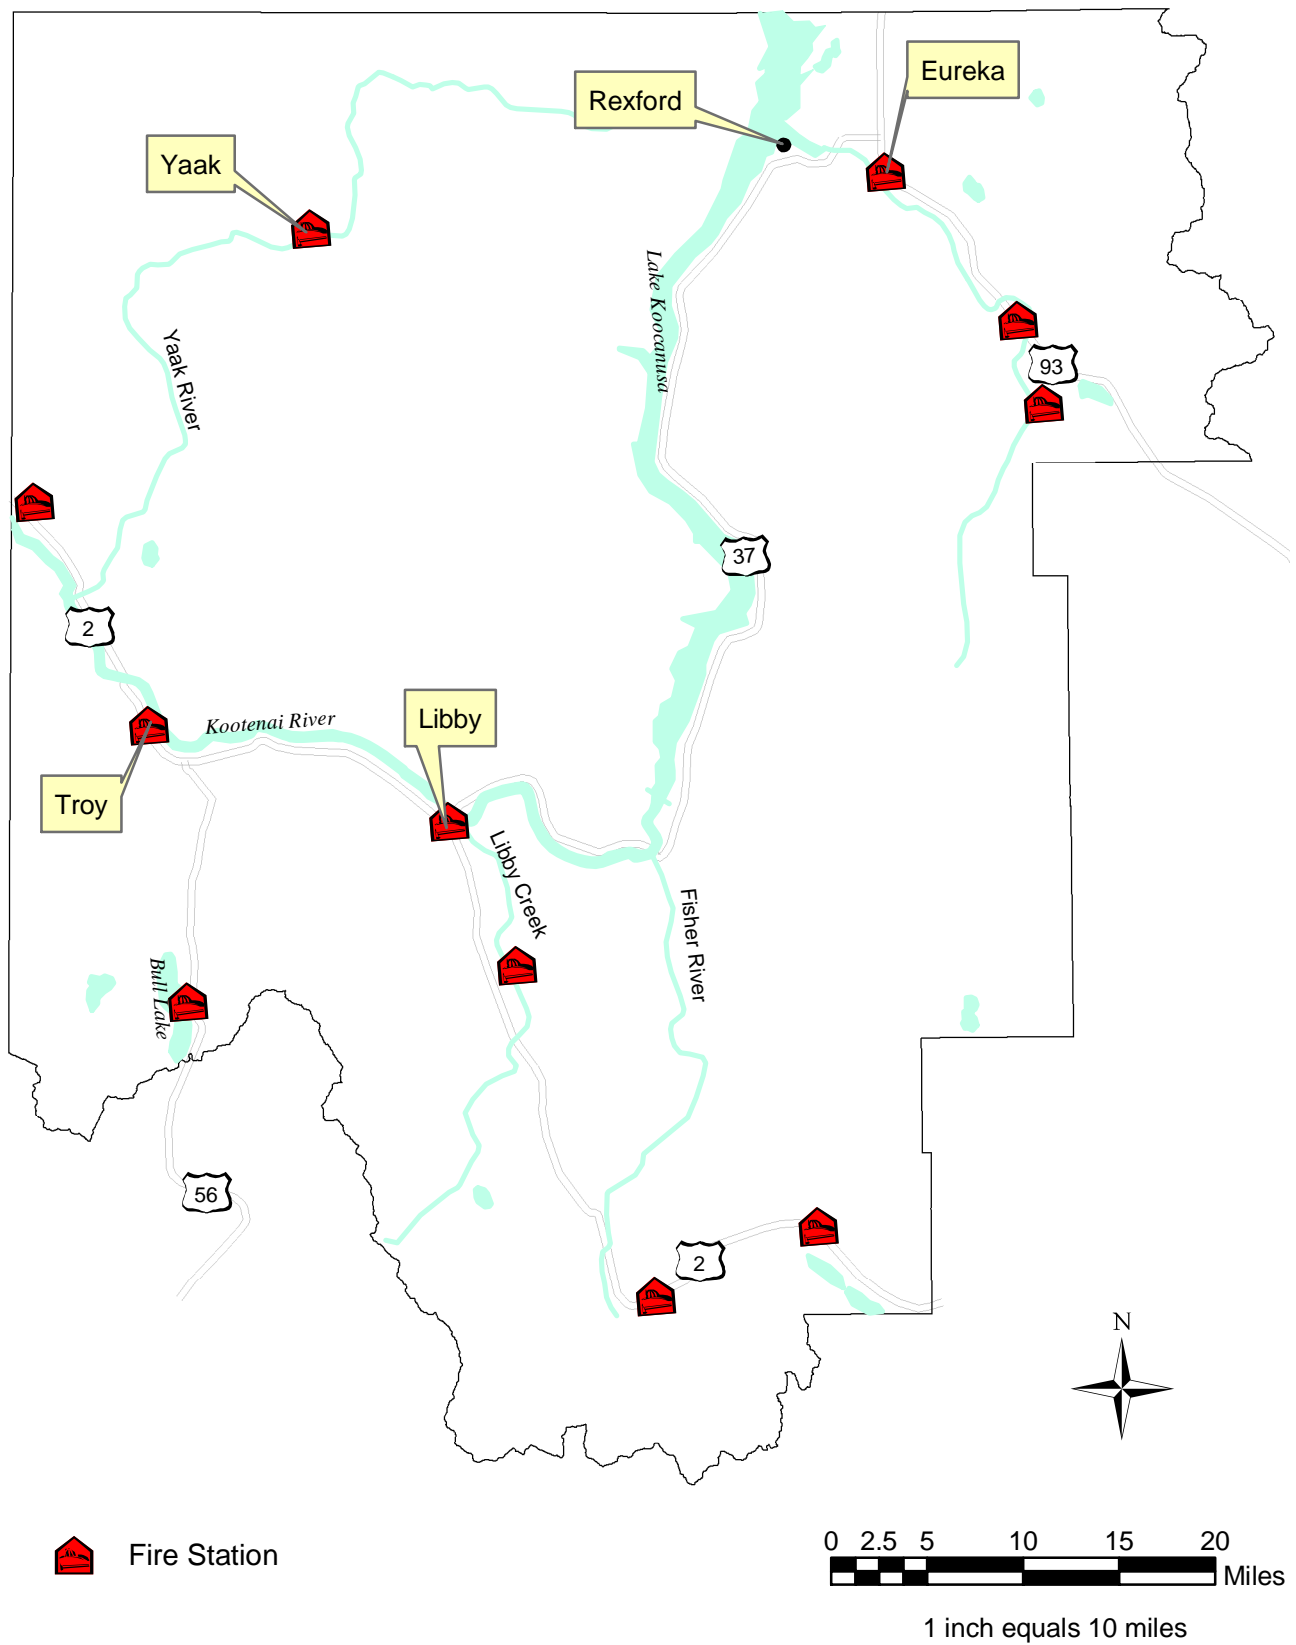 Eureka
Rexford
Yaak
Lake Koocanusa
Yaak River
93
37
2
Kootenai River
Libby
Troy
Libby Creek
Fisher River
Bull Lake
56
2
N
Fire Station
0 2.5 5 10 15 20
Miles
1 inch equals 10 miles